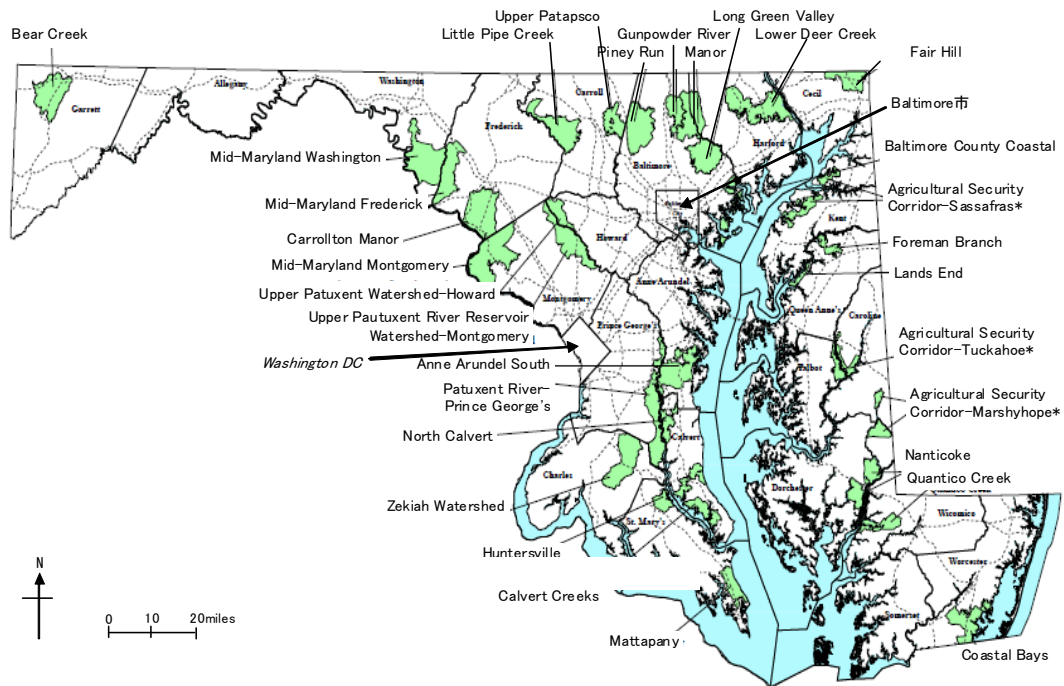 Bear Creek
Upper Patapsco
Little Pipe Creek
Gunpowder River
Piney Run
Manor
Long Green Valley
Lower Deer Creek
Fair Hill
Baltimore市
Baltimore County Coastal
Agricultural Security
Corridor-Sassafras*
Foreman Branch
Lands End
Agricultural Security
Corridor-Tuckahoe*
Agricultural Security
Corridor-Marshyhope*
Nanticoke
Quantico Creek
Coastal Bays
Mid-Maryland Washington
Mid-Maryland Frederick
Carrollton Manor
Mid-Maryland Montgomery
Upper Patuxent Watershed-Howard
Upper Pautuxent River Reservoir
Watershed-Montgomery
Washington DC
Anne Arundel South
Patuxent River-
Prince George's
North Calvert
Zekiah Watershed
Huntersville
Calvert Creeks
Mattapany
Garrett
Allegany
Washington
Frederick
Carroll
Baltimore
Harford
Cecil
Kent
Howard
Montgomery
Anne Arundel
Prince George's
Queen Anne's
Caroline
Talbot
Calvert
Charles
St. Mary's
Dorchester
Wicomico
Worcester
Somerset
N
0 10 20miles